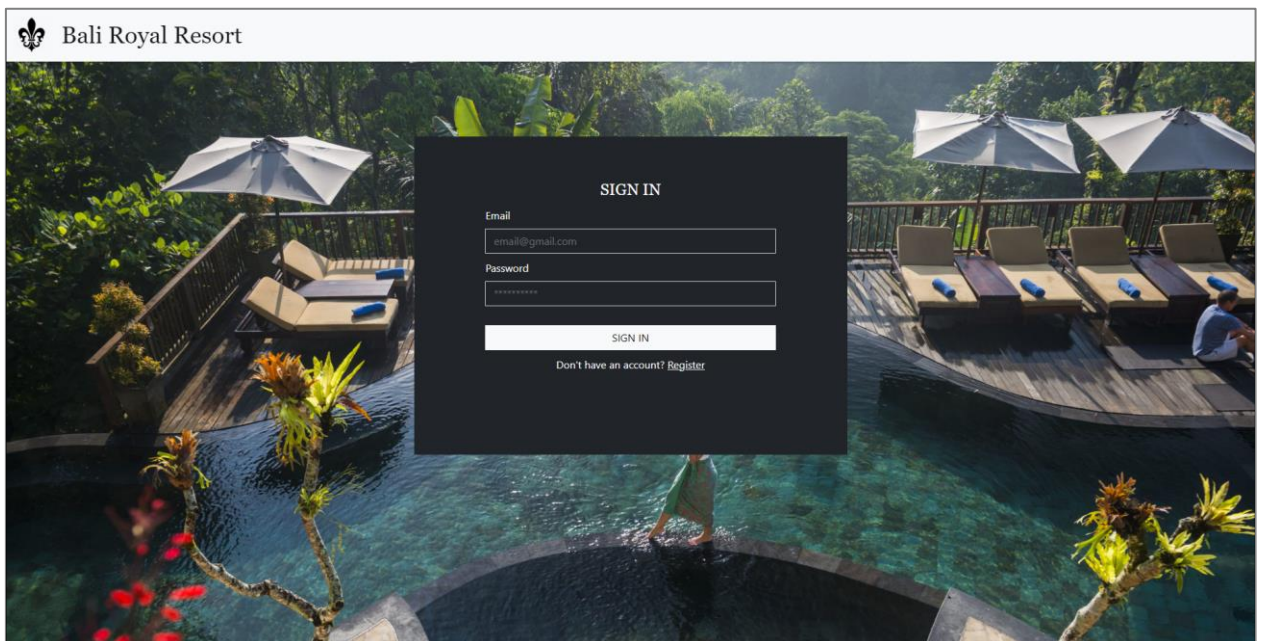 Bali Royal Resort
SIGN IN
Email
email@gmail.com
Password
**********
SIGN IN
Don't have an account? Register